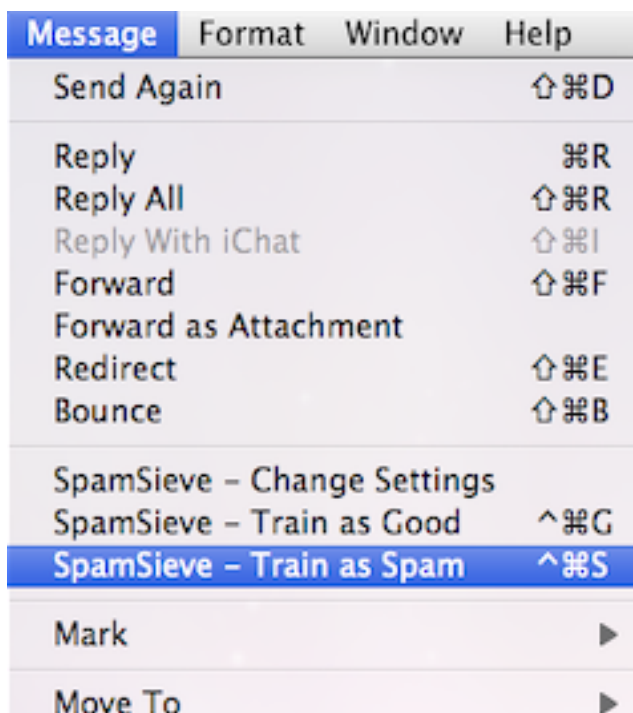 Message Format Window Help
Send Again ⇧⌘D
Reply ⌘R
Reply All ⇧⌘R
Reply With iChat ⇧⌘I
Forward ⇧⌘F
Forward as Attachment
Redirect ⇧⌘E
Bounce ⇧⌘B
SpamSieve – Change Settings
SpamSieve – Train as Good ^⌘G
SpamSieve – Train as Spam ^⌘S
Mark ▶
Move To ▶